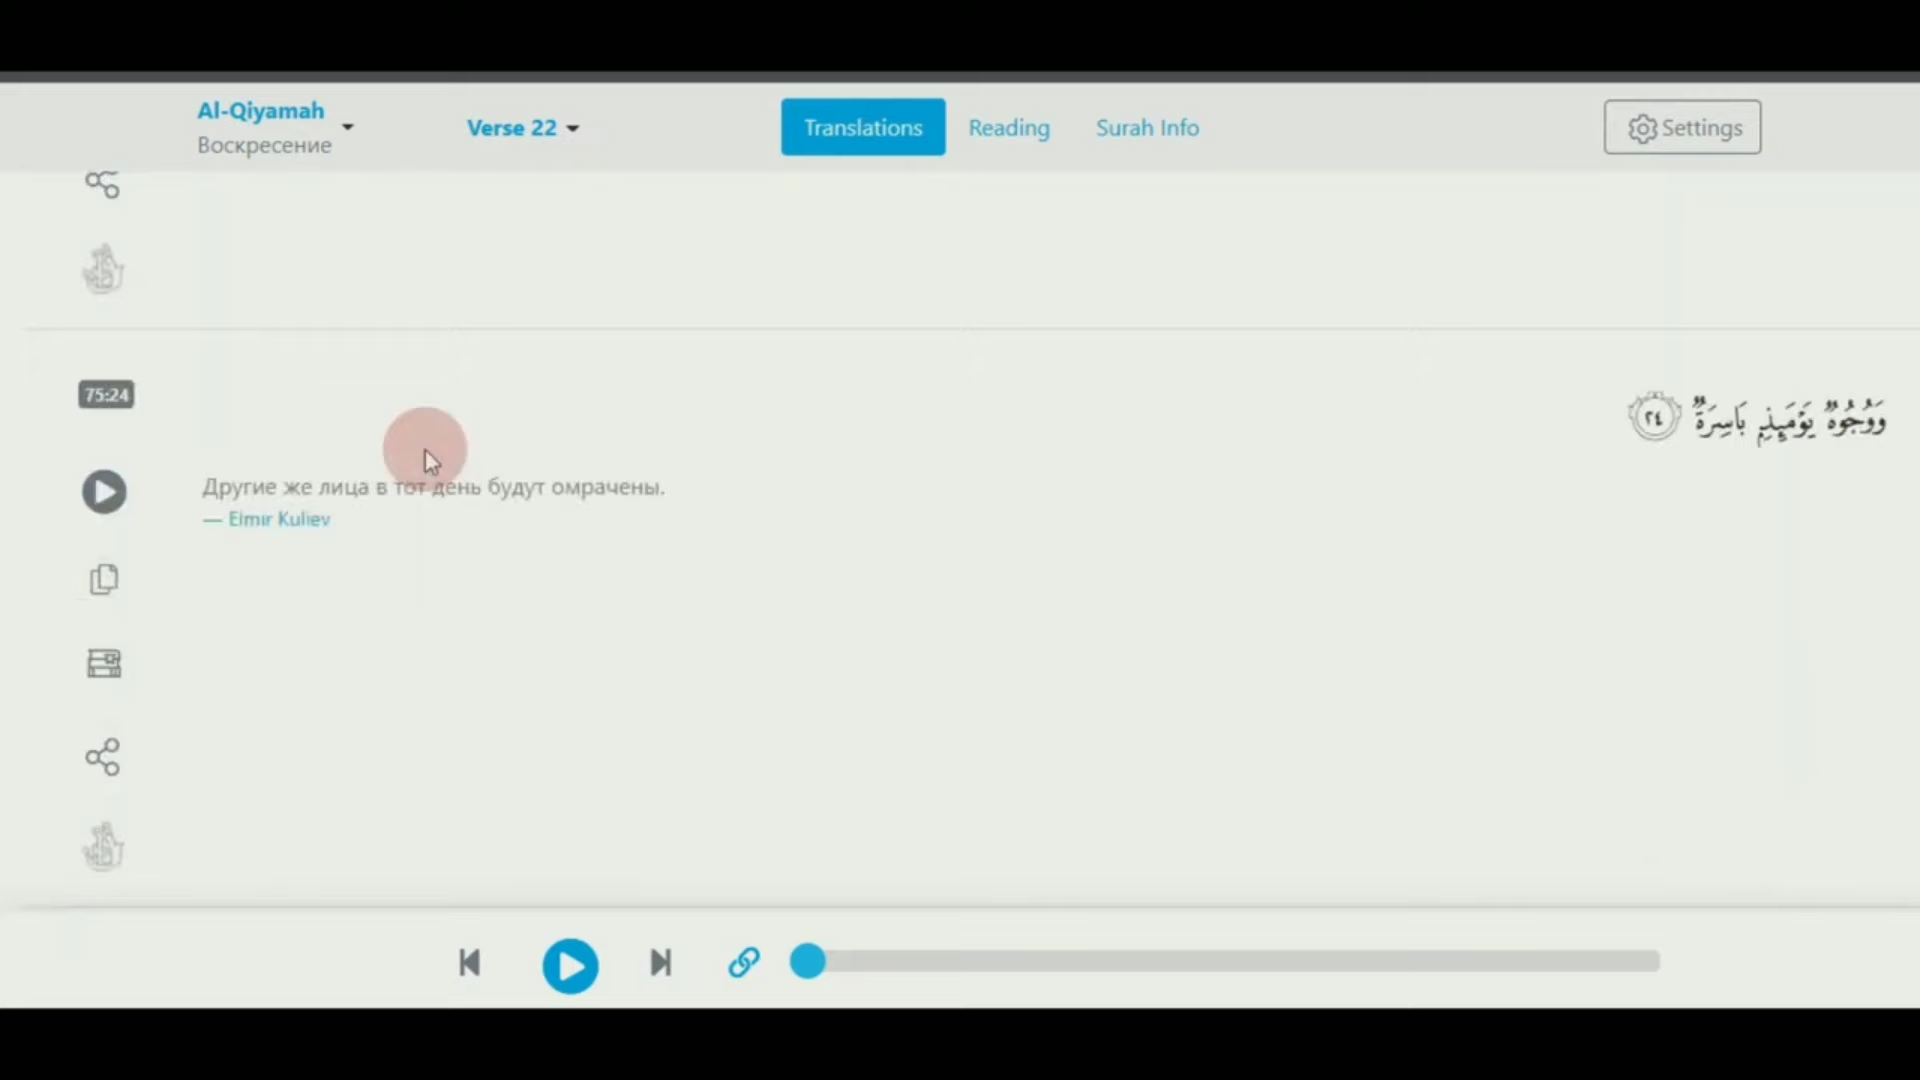 Al-Qiyamah
Воскресение
Verse 22
Translations
Reading
Surah Info
Settings
75:24
وَوُجُوهٌ يَوْمَئِذٍ بَاسِرَةٌ ٢٤
Другие же лица в тот день будут омрачены.
— Elmir Kuliev